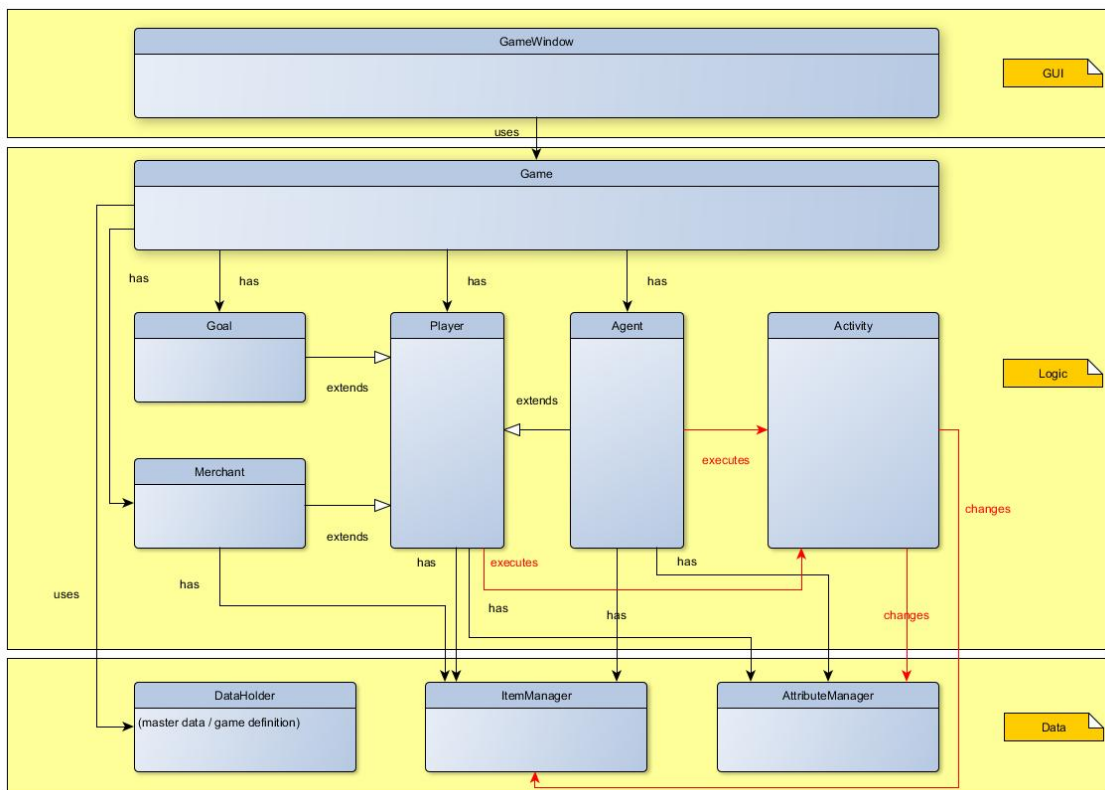 GameWindow
GUI
uses
Game
has
has
has
has
Goal
Player
Agent
Activity
Logic
extends
extends
executes
Merchant
changes
extends
has
executes
has
has
uses
has
has
changes
DataHolder
(master data / game definition)
ItemManager
AttributeManager
Data